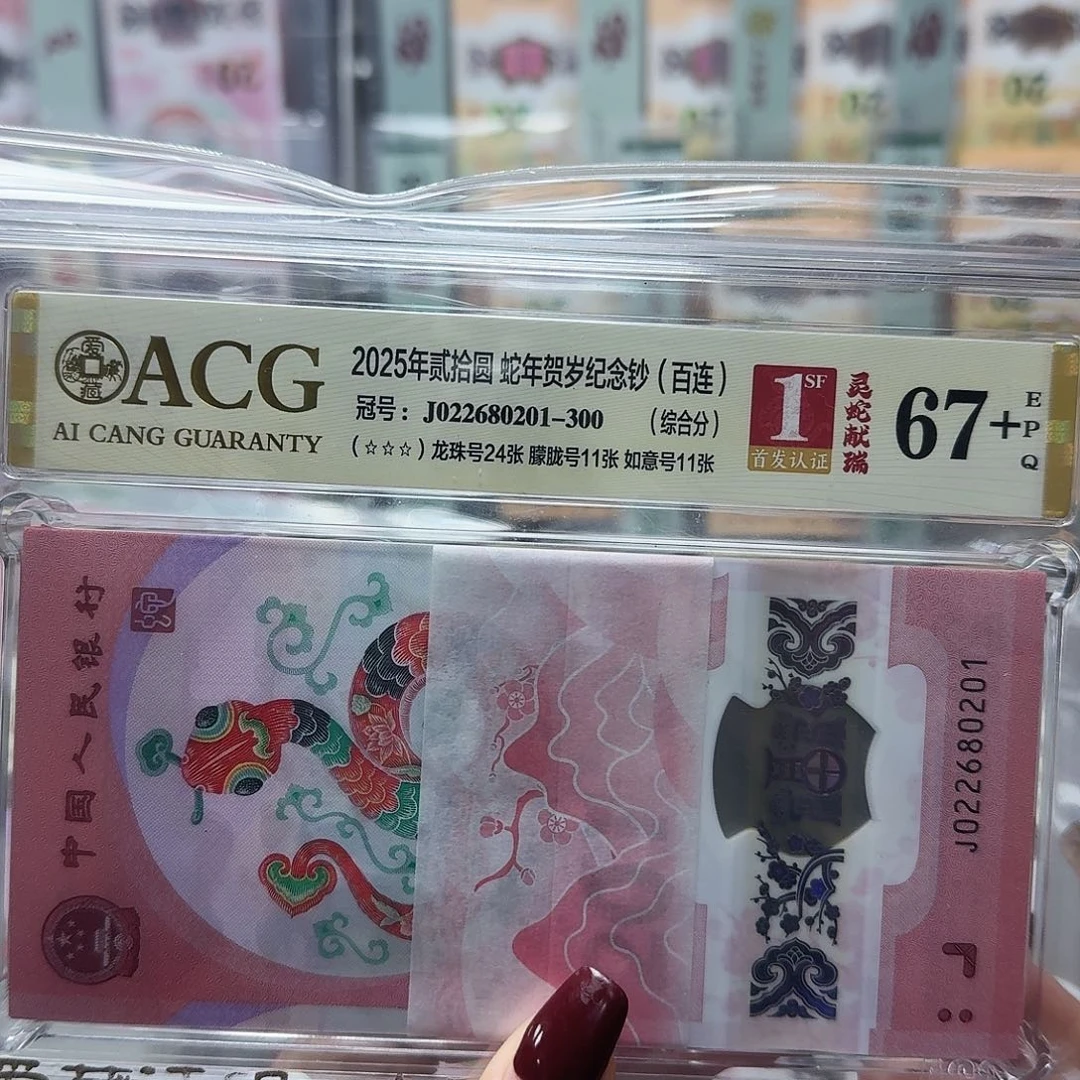 爱藏
ACG
AI CANG GUARANTY
2025年贰拾圆 蛇年贺岁纪念钞（百连）
冠号： J022680201-300 （综合分）
（☆☆☆）龙珠号24张 朦胧号11张 如意号11张
1SF
首发认证
灵蛇献瑞
67+
EPQ
中国人民银行
J022680201